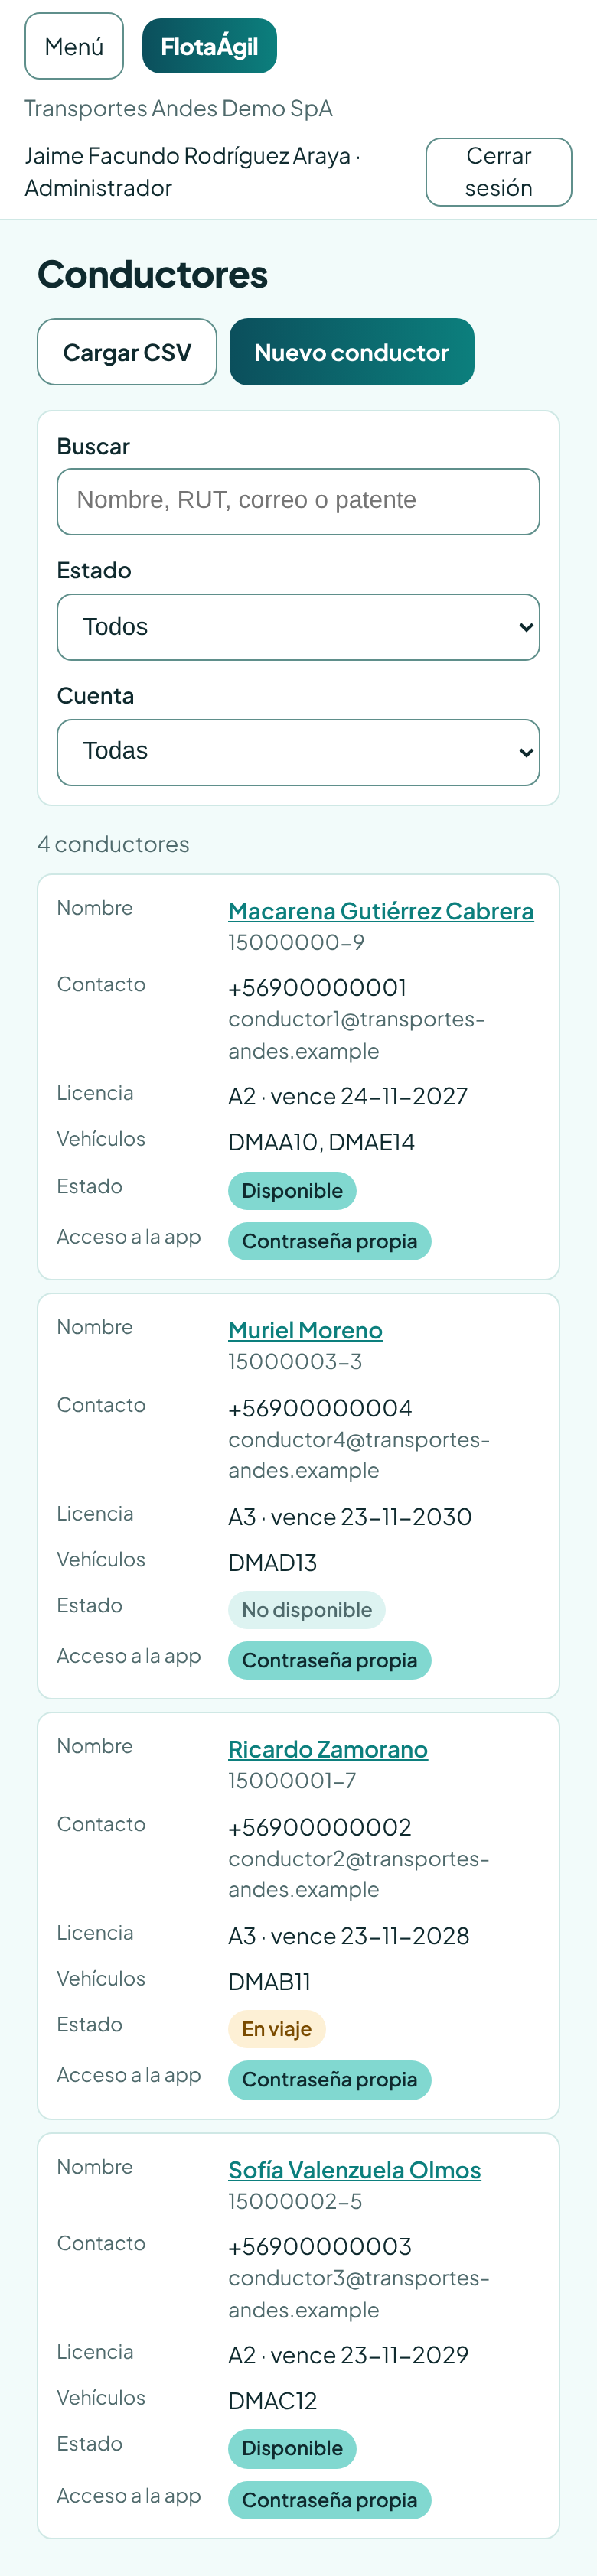 Menú
FlotaÁgil
Transportes Andes Demo SpA
Jaime Facundo Rodríguez Araya ·
Administrador
Cerrar
sesión
Conductores
Cargar CSV
Nuevo conductor
Buscar
Nombre, RUT, correo o patente
Estado
Todos
Cuenta
Todas
4 conductores
Nombre
Macarena Gutiérrez Cabrera
15000000-9
Contacto
+56900000001
conductor1@transportes-
andes.example
Licencia
A2 · vence 24-11-2027
Vehículos
DMAA10, DMAE14
Estado
Disponible
Acceso a la app
Contraseña propia
Nombre
Muriel Moreno
15000003-3
Contacto
+56900000004
conductor4@transportes-
andes.example
Licencia
A3 · vence 23-11-2030
Vehículos
DMAD13
Estado
No disponible
Acceso a la app
Contraseña propia
Nombre
Ricardo Zamorano
15000001-7
Contacto
+56900000002
conductor2@transportes-
andes.example
Licencia
A3 · vence 23-11-2028
Vehículos
DMAB11
Estado
En viaje
Acceso a la app
Contraseña propia
Nombre
Sofía Valenzuela Olmos
15000002-5
Contacto
+56900000003
conductor3@transportes-
andes.example
Licencia
A2 · vence 23-11-2029
Vehículos
DMAC12
Estado
Disponible
Acceso a la app
Contraseña propia